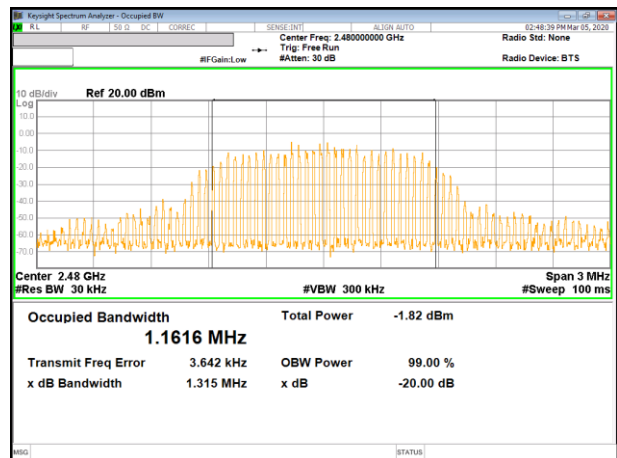 Keysight Spectrum Analyzer - Occupied BW
RL RF 50 Ω DC CORREC SENSE:INT ALIGN AUTO 02:48:39 PM Mar 05, 2020
Center Freq: 2.480000000 GHz Radio Std: None
Trig: Free Run
#IFGain:Low #Atten: 30 dB Radio Device: BTS
10 dB/div Ref 20.00 dBm
Log
10.0
0.00
-10.0
-20.0
-30.0
-40.0
-50.0
-60.0
-70.0
Center 2.48 GHz Span 3 MHz
#Res BW 30 kHz #VBW 300 kHz #Sweep 100 ms
Occupied Bandwidth Total Power -1.82 dBm
1.1616 MHz
Transmit Freq Error 3.642 kHz OBW Power 99.00 %
x dB Bandwidth 1.315 MHz x dB -20.00 dB
MSG STATUS